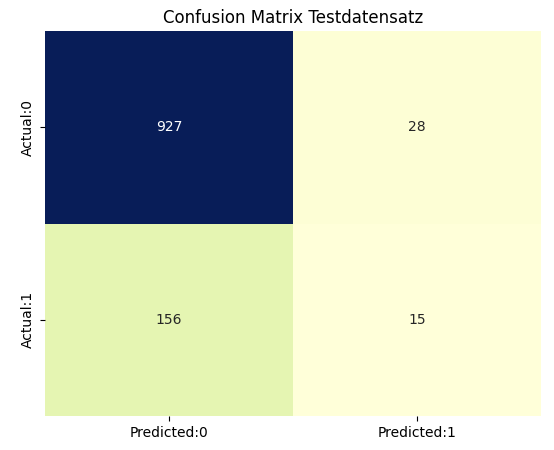 Confusion Matrix Testdatensatz
Actual:0
927
28
Actual:1
156
15
Predicted:0
Predicted:1